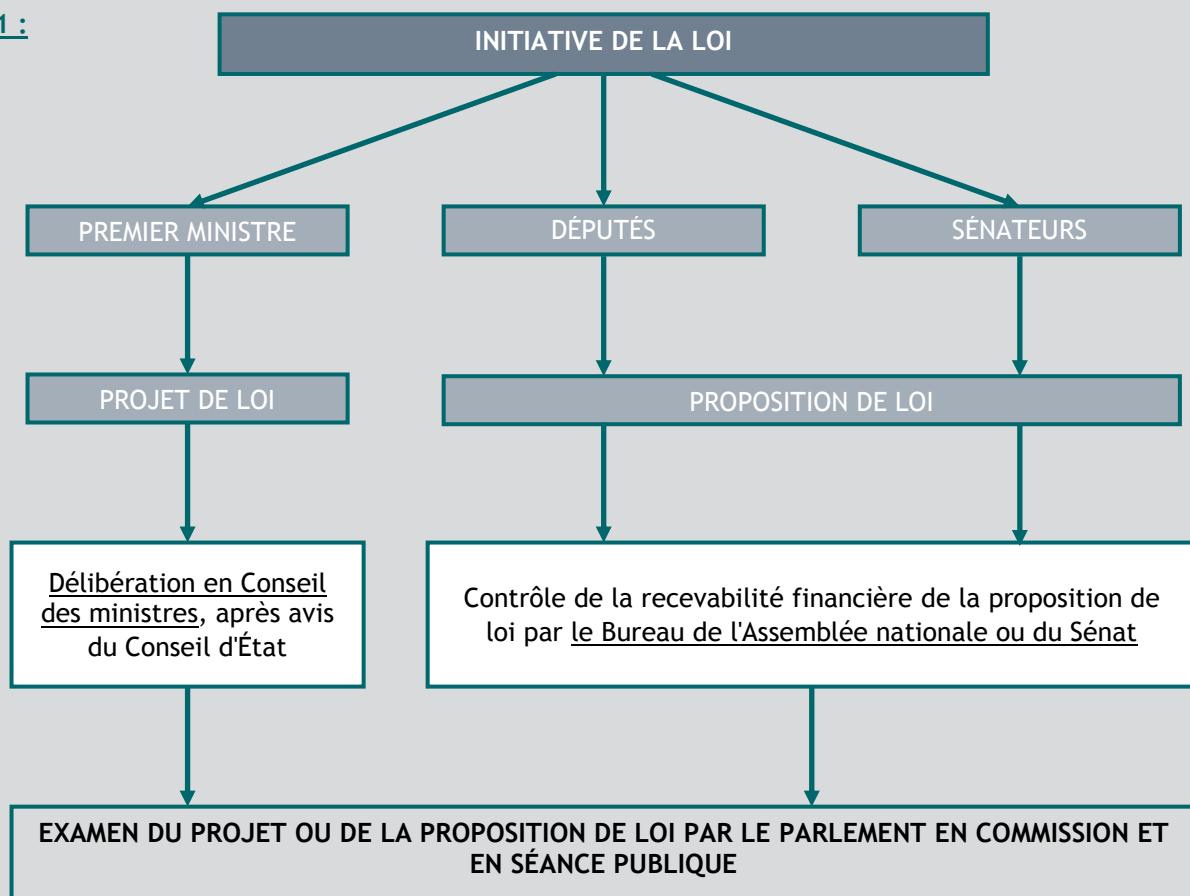 1 :
INITIATIVE DE LA LOI
PREMIER MINISTRE
DÉPUTÉS
SÉNATEURS
PROJET DE LOI
PROPOSITION DE LOI
Délibération en Conseil
des ministres, après avis
du Conseil d'État
Contrôle de la recevabilité financière de la proposition de
loi par le Bureau de l'Assemblée nationale ou du Sénat
EXAMEN DU PROJET OU DE LA PROPOSITION DE LOI PAR LE PARLEMENT EN COMMISSION ET
EN SÉANCE PUBLIQUE